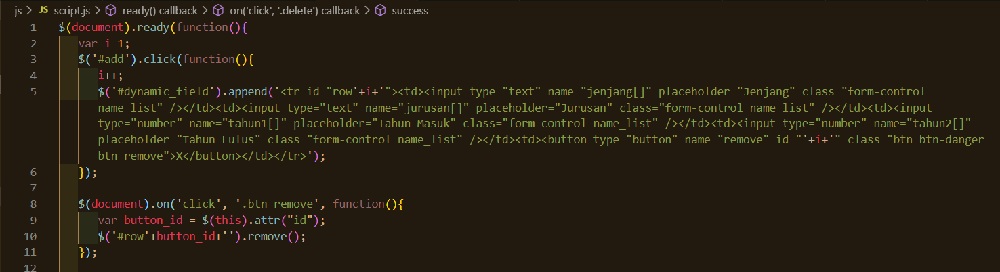 js > JS script.js > ready() callback > on('click', '.delete') callback > success
1 $(document).ready(function(){
2 var i=1;
3 $('#add').click(function(){
4 i++;
5 $('#dynamic_field').append('<tr id="row'+i+'"><td><input type="text" name="jenjang[]" placeholder="Jenjang" class="form-control
name_list" /></td><td><input type="text" name="jurusan[]" placeholder="Jurusan" class="form-control name_list" /></td><td><input
type="number" name="tahun1[]" placeholder="Tahun Masuk" class="form-control name_list" /></td><td><input type="number" name="tahun2[]"
placeholder="Tahun Lulus" class="form-control name_list" /></td><td><button type="button" name="remove" id="'+i+'" class="btn btn-danger
btn_remove">X</button></td></tr>');
6 });
7
8 $(document).on('click', '.btn_remove', function(){
9 var button_id = $(this).attr("id");
10 $('#row'+button_id+'').remove();
11 });
12